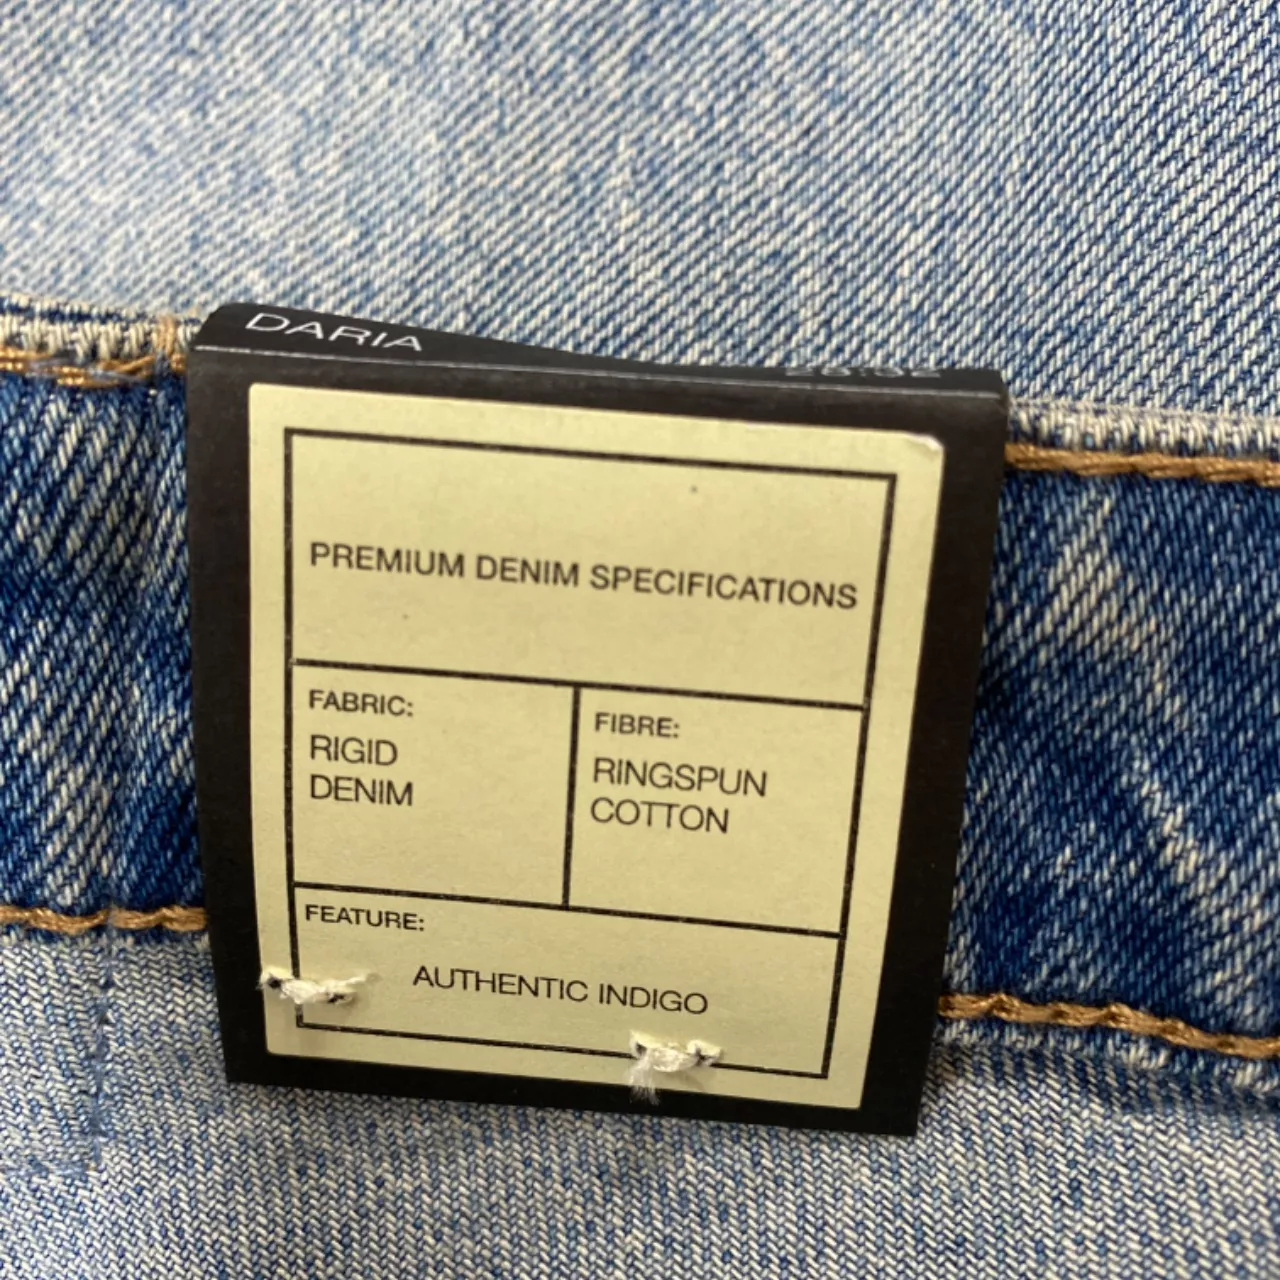 DARIA
PREMIUM DENIM SPECIFICATIONS
FABRIC:
RIGID
DENIM
FIBRE:
RINGSPUN
COTTON
FEATURE:
AUTHENTIC INDIGO